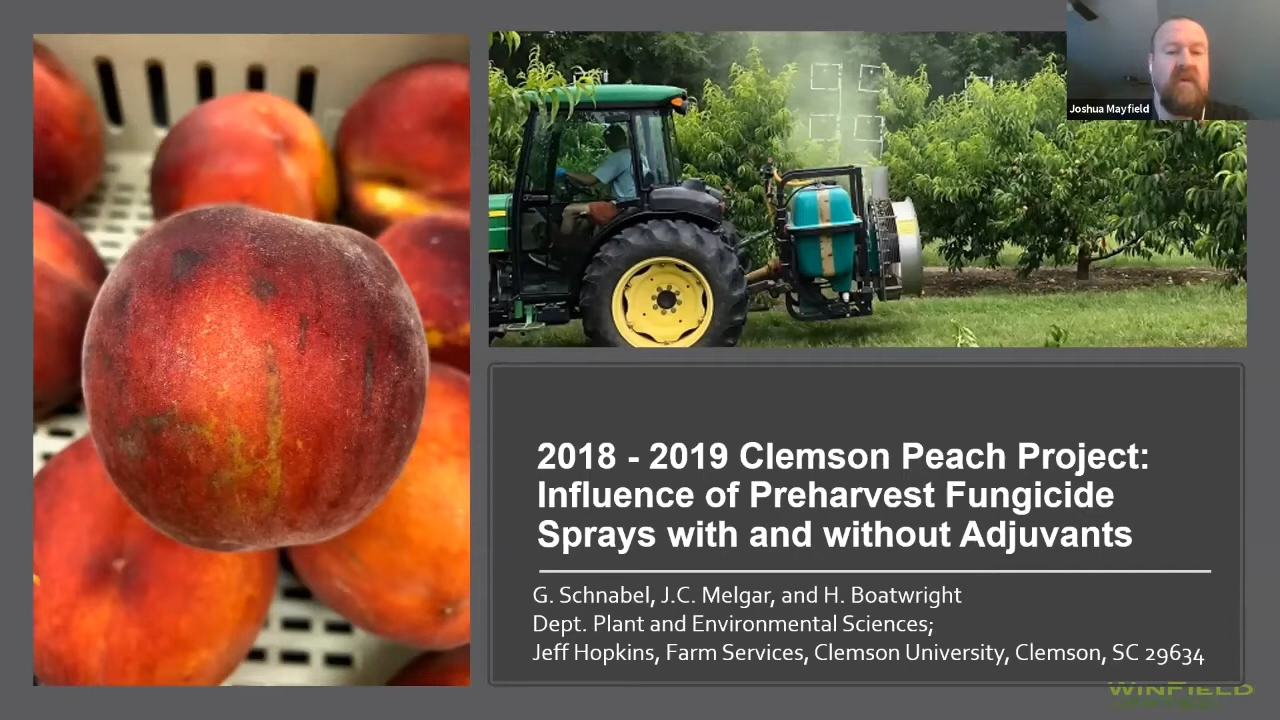 Joshua Mayfield
2018 - 2019 Clemson Peach Project:
Influence of Preharvest Fungicide
Sprays with and without Adjuvants
G. Schnabel, J.C. Melgar, and H. Boatwright
Dept. Plant and Environmental Sciences;
Jeff Hopkins, Farm Services, Clemson University, Clemson, SC 29634
WINFIELD